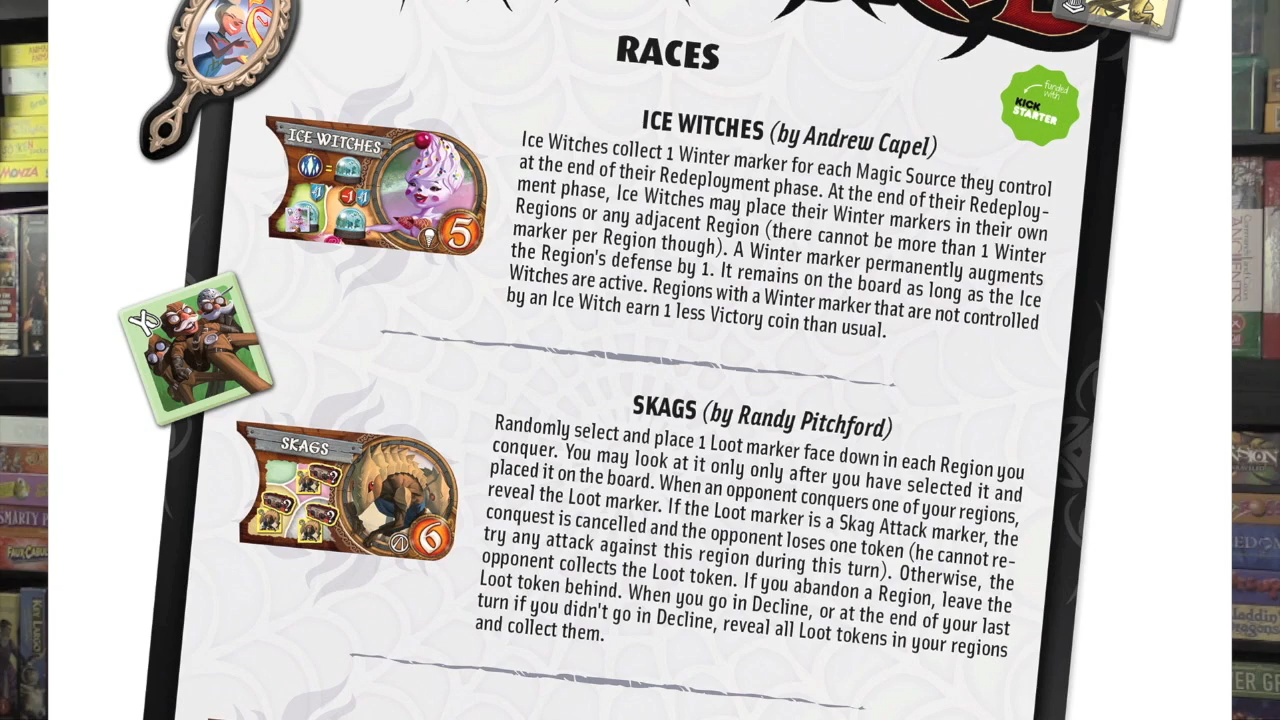 RACES
funded
with
KICK
STARTER
ICE WITCHES (by Andrew Capel)
ICE WITCHES
5
Ice Witches collect 1 Winter marker for each Magic Source they control
at the end of their Redeployment phase. At the end of their Redeploy-
ment phase, Ice Witches may place their Winter markers in their own
Regions or any adjacent Region (there cannot be more than 1 Winter
marker per Region though). A Winter marker permanently augments
the Region's defense by 1. It remains on the board as long as the Ice
Witches are active. Regions with a Winter marker that are not controlled
by an Ice Witch earn 1 less Victory coin than usual.
SKAGS (by Randy Pitchford)
SKAGS
6
Randomly select and place 1 Loot marker face down in each Region you
conquer. You may look at it only only after you have selected it and
placed it on the board. When an opponent conquers one of your regions,
reveal the Loot marker. If the Loot marker is a Skag Attack marker, the
conquest is cancelled and the opponent loses one token (he cannot re-
try any attack against this region during this turn). Otherwise, the
opponent collects the Loot token. If you abandon a Region, leave the
Loot token behind. When you go in Decline, or at the end of your last
turn if you didn't go in Decline, reveal all Loot tokens in your regions
and collect them.
SMARTY
KEY LARGO